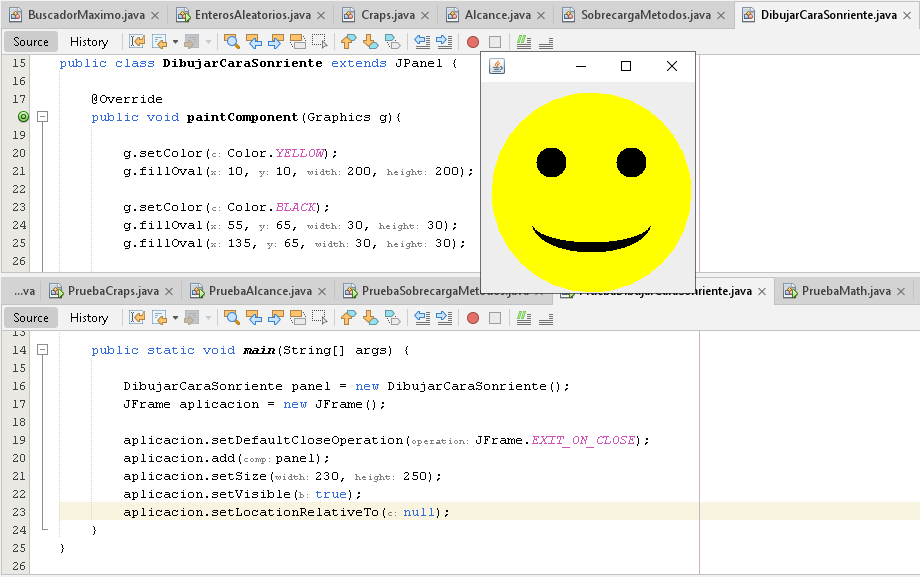 BuscadorMaximo.java EnterosAleatorios.java Craps.java Alcance.java SobrecargaMetodos.java DibujarCaraSonriente.java
Source History
15 public class DibujarCaraSonriente extends JPanel {
16
17 @Override
public void paintComponent(Graphics g){
19
20 g.setColor(c: Color.YELLOW);
21 g.fillOval(x: 10, y: 10, width: 200, height: 200);
22
23 g.setColor(c: Color.BLACK);
24 g.fillOval(x: 55, y: 65, width: 30, height: 30);
25 g.fillOval(x: 135, y: 65, width: 30, height: 30);
26
...va PruebaCraps.java PruebaAlcance.java PruebaSobrecargaMetodos.java PruebaDibujarCaraSonriente.java PruebaMath.java
Source History
13
14 public static void main(String[] args) {
15
16 DibujarCaraSonriente panel = new DibujarCaraSonriente();
17 JFrame aplicacion = new JFrame();
18
19 aplicacion.setDefaultCloseOperation(operation: JFrame.EXIT_ON_CLOSE);
20 aplicacion.add(comp: panel);
21 aplicacion.setSize(width: 230, height: 250);
22 aplicacion.setVisible(b: true);
23 aplicacion.setLocationRelativeTo(c: null);
24 }
25 }
26